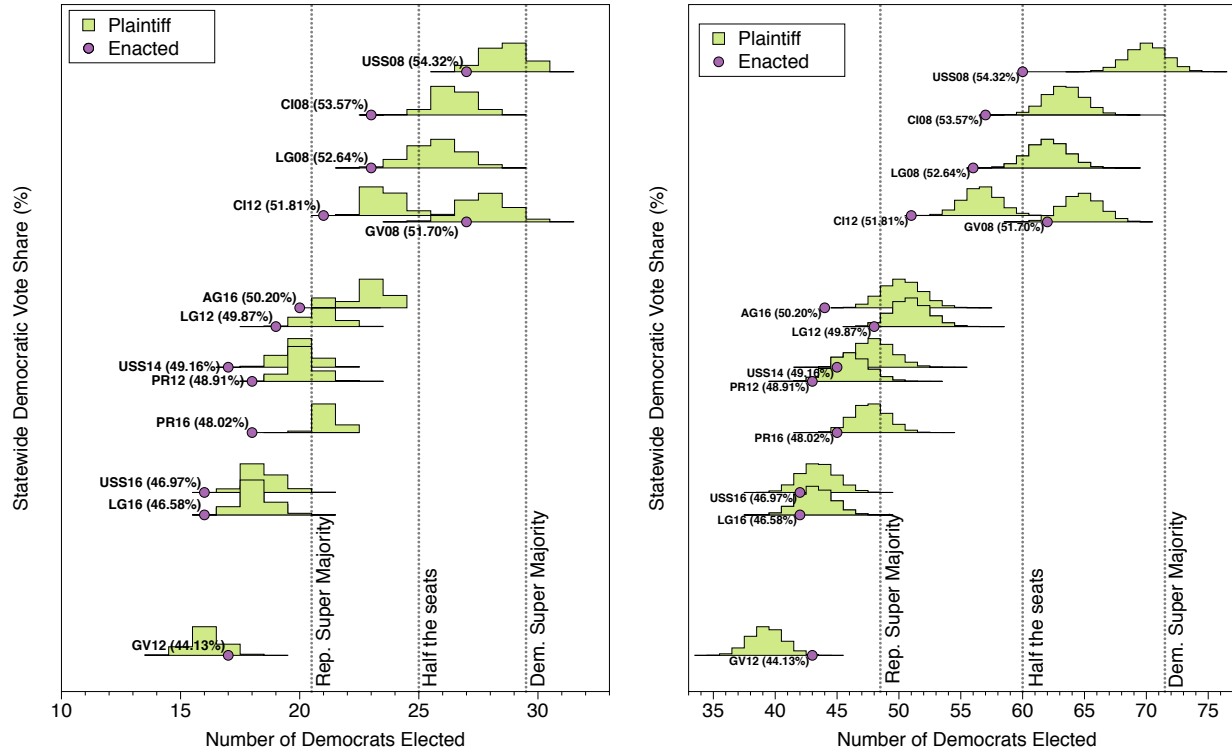 Plaintiff
Enacted
USS08 (54.32%)
CI08 (53.57%)
LG08 (52.64%)
CI12 (51.81%)
GV08 (51.70%)
AG16 (50.20%)
LG12 (49.87%)
USS14 (49.16%)
PR12 (48.91%)
PR16 (48.02%)
USS16 (46.97%)
LG16 (46.58%)
GV12 (44.13%)
Rep. Super Majority
Half the seats
Dem. Super Majority
Statewide Democratic Vote Share (%)
10 15 20 25 30
Number of Democrats Elected
Plaintiff
Enacted
USS08 (54.32%)
CI08 (53.57%)
LG08 (52.64%)
CI12 (51.81%)
GV08 (51.70%)
AG16 (50.20%)
LG12 (49.87%)
USS14 (49.16%)
PR12 (48.91%)
PR16 (48.02%)
USS16 (46.97%)
LG16 (46.58%)
GV12 (44.13%)
Rep. Super Majority
Half the seats
Dem. Super Majority
Statewide Democratic Vote Share (%)
35 40 45 50 55 60 65 70 75
Number of Democrats Elected